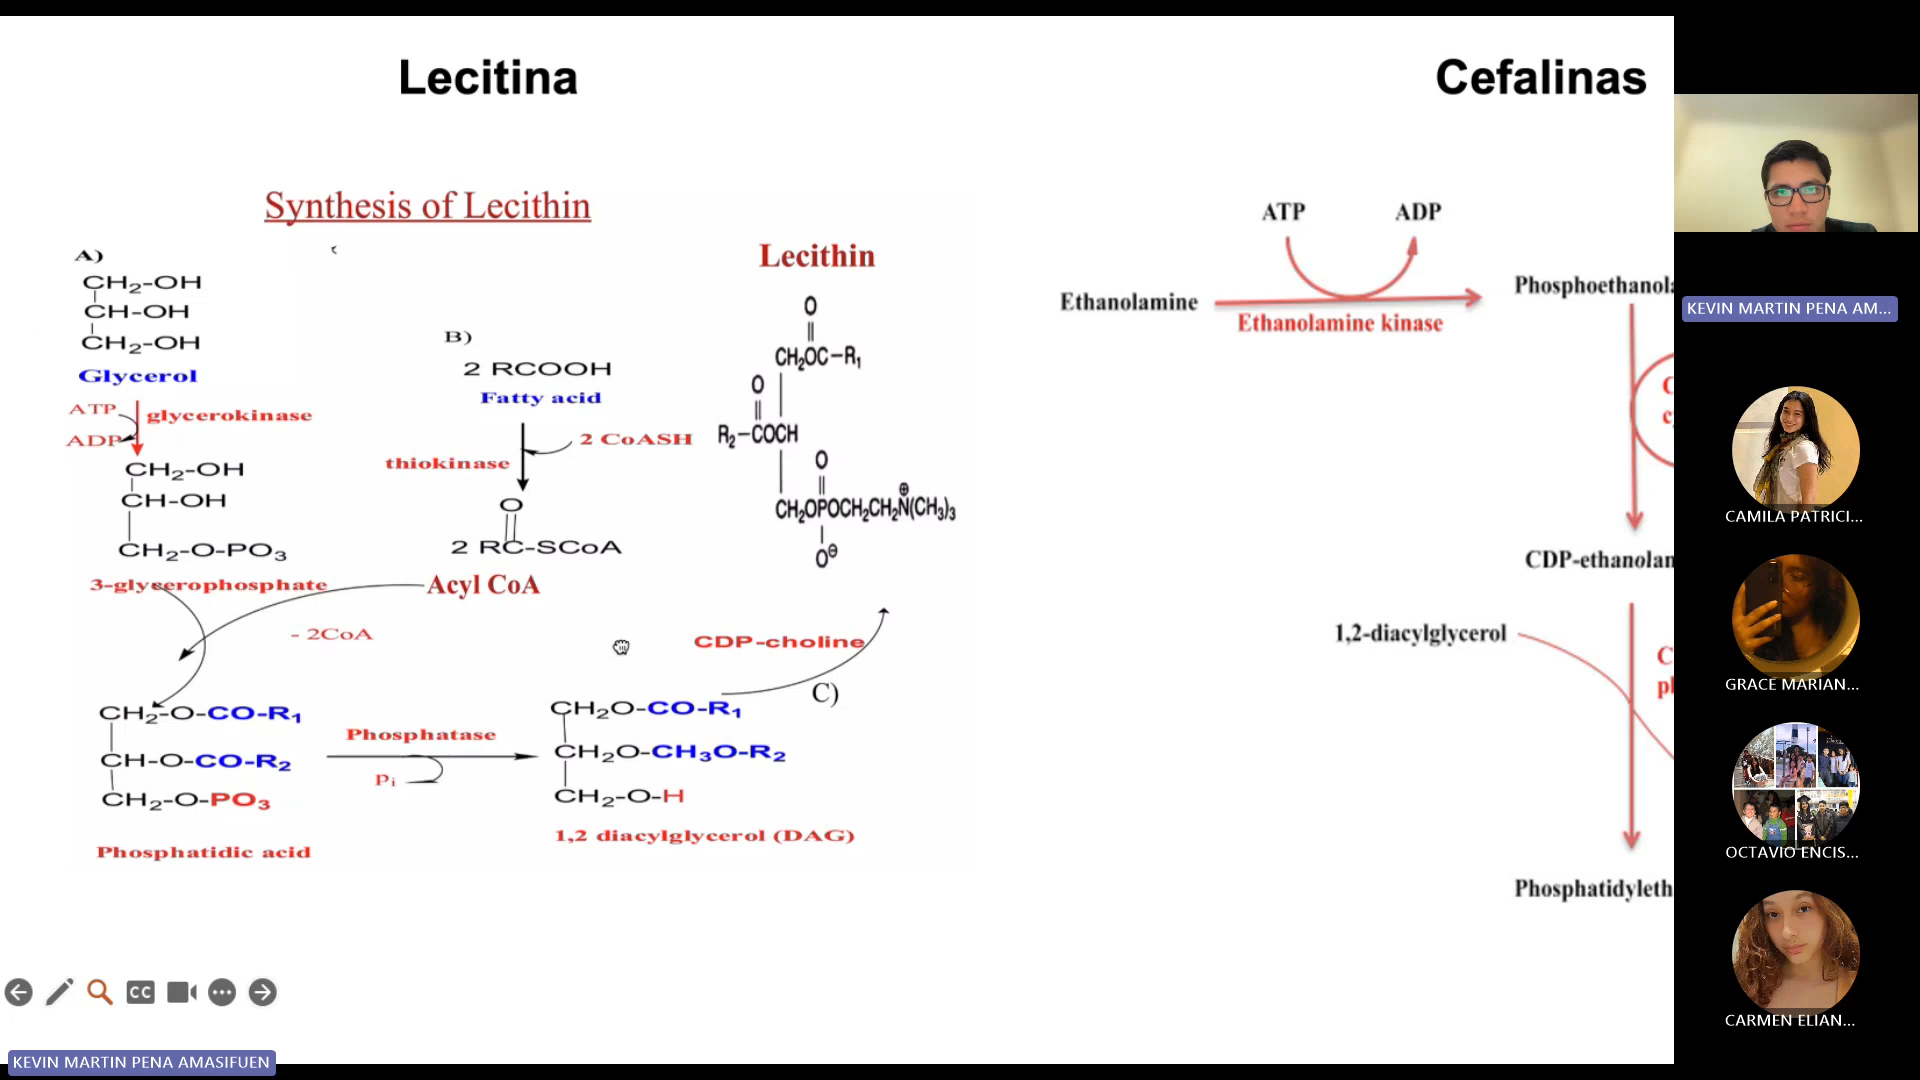 Lecitina
Cefalinas
Synthesis of Lecithin
A)
CH₂-OH
CH-OH
CH₂-OH
Glycerol
ATP
glycerokinase
ADP
CH₂-OH
CH-OH
CH₂-O-PO₃
3-glycerophosphate
B)
2 RCOOH
Fatty acid
2 CoASH
thiokinase
O
2 RC-SCoA
Acyl CoA
- 2CoA
Lecithin
O
CH₂OC-R₁
O
R₂-COCH
O
CH₂OPOCH₂CH₂N(CH₃)₃
⊕
O⊖
CDP-choline
C)
CH₂-O-CO-R₁
CH-O-CO-R₂
CH₂-O-PO₃
Phosphatidic acid
Phosphatase
Pi
CH₂O-CO-R₁
CH₂O-CH₃O-R₂
CH₂-O-H
1,2 diacylglycerol (DAG)
ATP
ADP
Ethanolamine
Ethanolamine kinase
Phosphoethanola
C
c
CDP-ethanolan
1,2-diacylglycerol
C
pl
Phosphatidyleth
CC
KEVIN MARTIN PENA AMASIFUEN
KEVIN MARTIN PENA AM...
CAMILA PATRICI...
GRACE MARIAN...
OCTAVIO ENCIS...
CARMEN ELIAN...